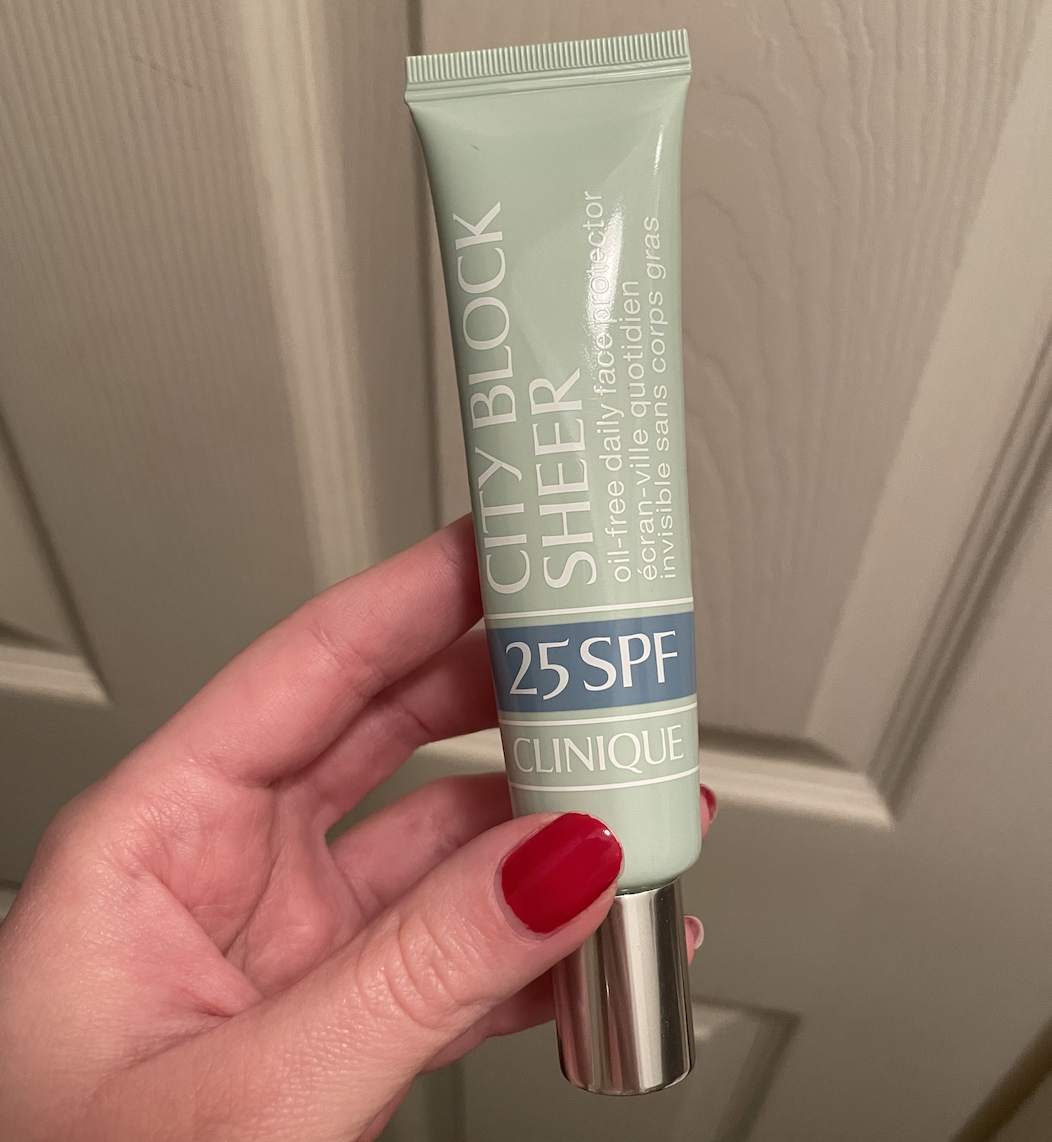 CITY BLOCK
SHEER
oil-free daily face protector
écran-ville quotidien
invisible sans corps gras
25 SPF
CLINIQUE